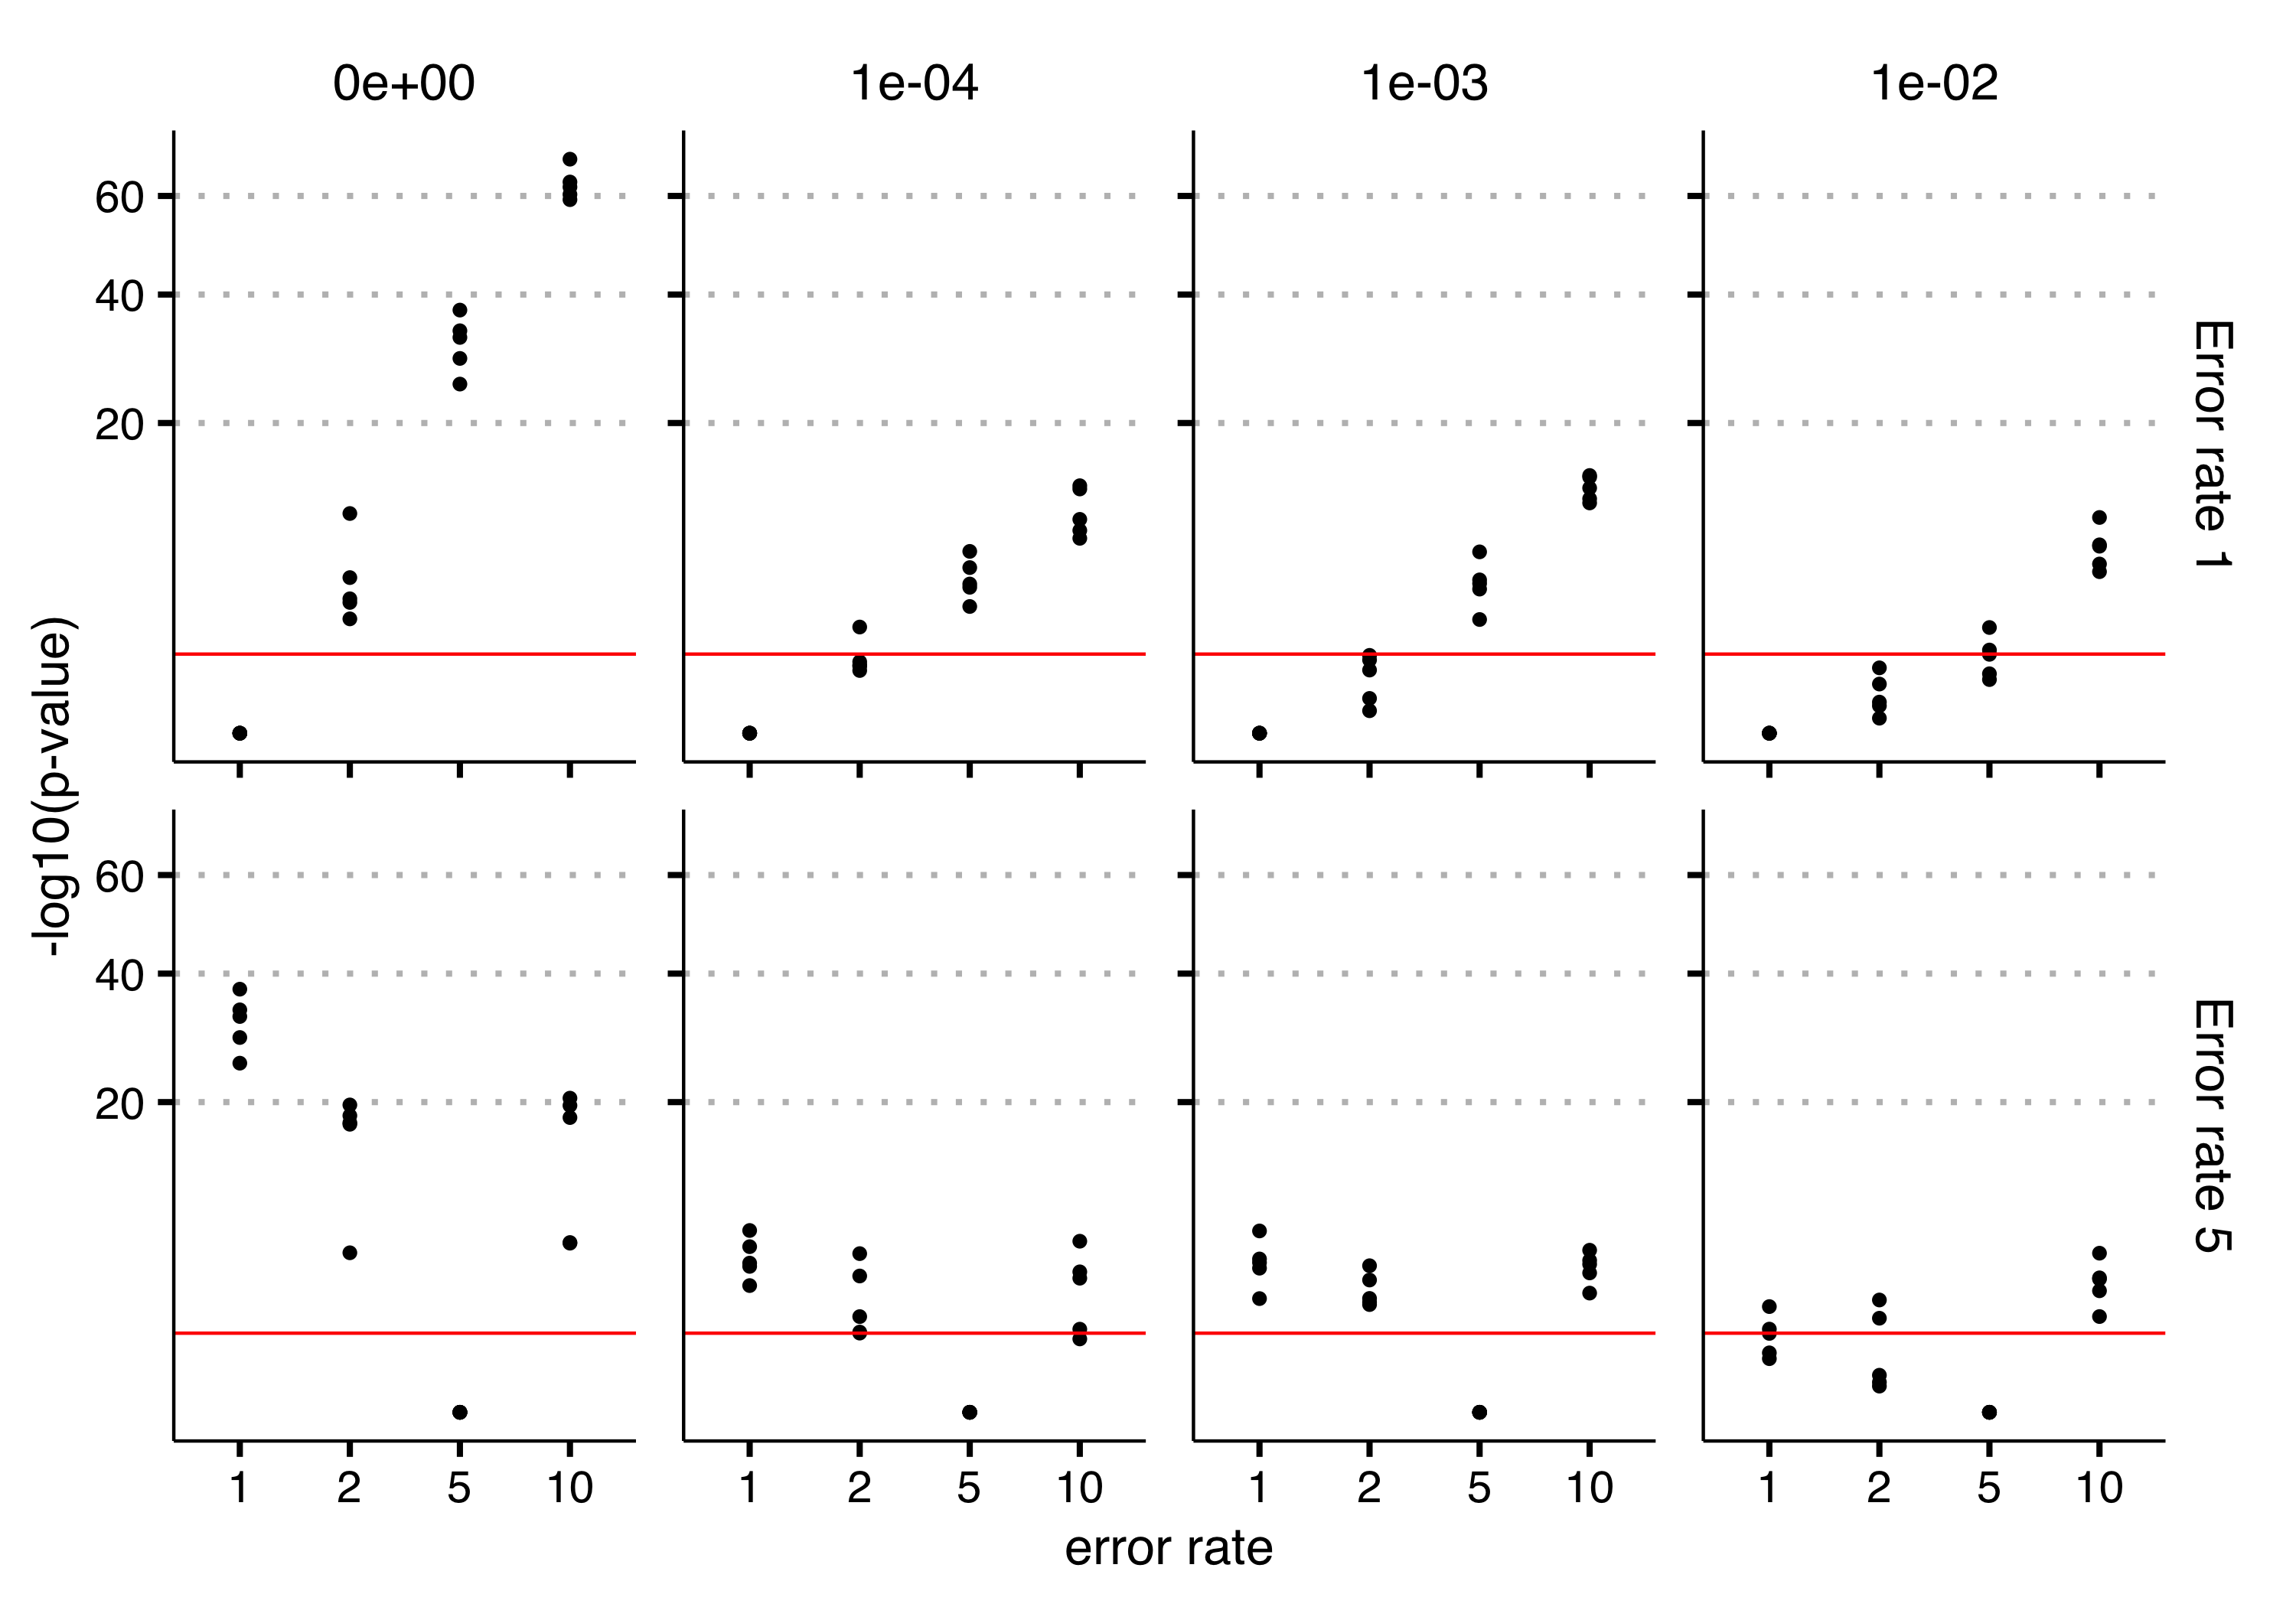 0e+00 1e-04 1e-03 1e-02
60
40
20
Error rate 1
-log10(p-value)
60
40
20
Error rate 5
1 2 5 10 1 2 5 10 1 2 5 10 1 2 5 10
error rate